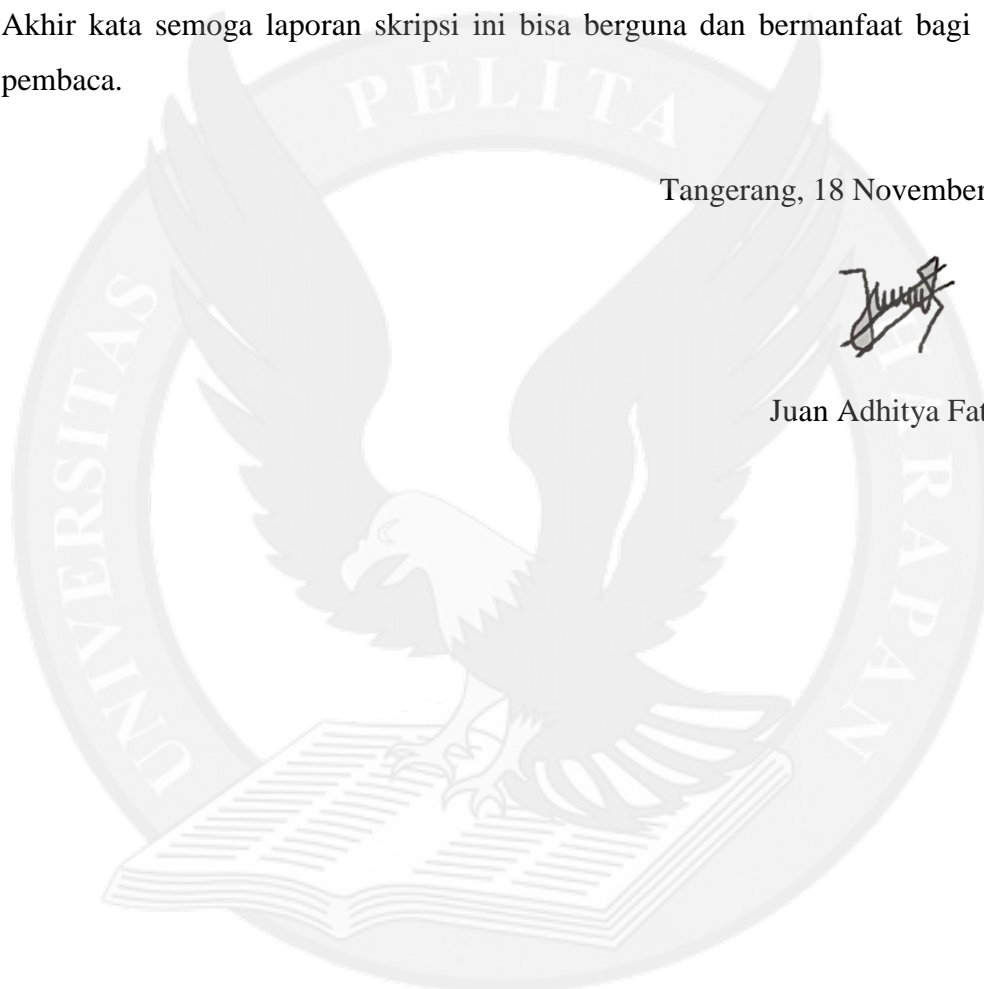 Akhir kata semoga laporan skripsi ini bisa berguna dan bermanfaat bagi
pembaca.
Tangerang, 18 November
Juan Adhitya Fat
UNIVERSITAS PELITA HARAPAN